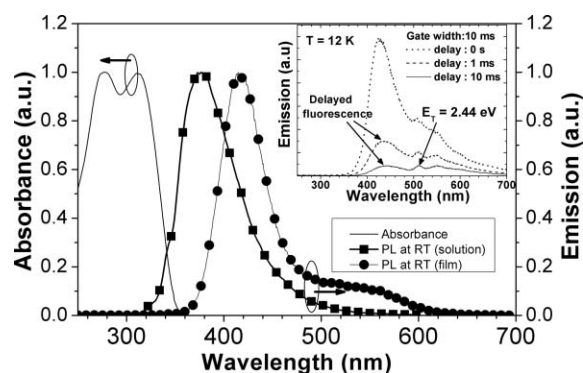 1.2
1.0
0.8
0.6
0.4
0.2
0.0
Absorbance (a.u.)
300
400
500
600
700
Wavelength (nm)
1.2
1.0
0.8
0.6
0.4
0.2
0.0
Emission (a.u.)
Absorbance
PL at RT (solution)
PL at RT (film)
T = 12 K
Gate width:10 ms
delay : 0 s
delay : 1 ms
delay : 10 ms
Delayed
fluorescence
E_T = 2.44 eV
Emission (a.u)
300 400 500 600 700
Wavelength (nm)